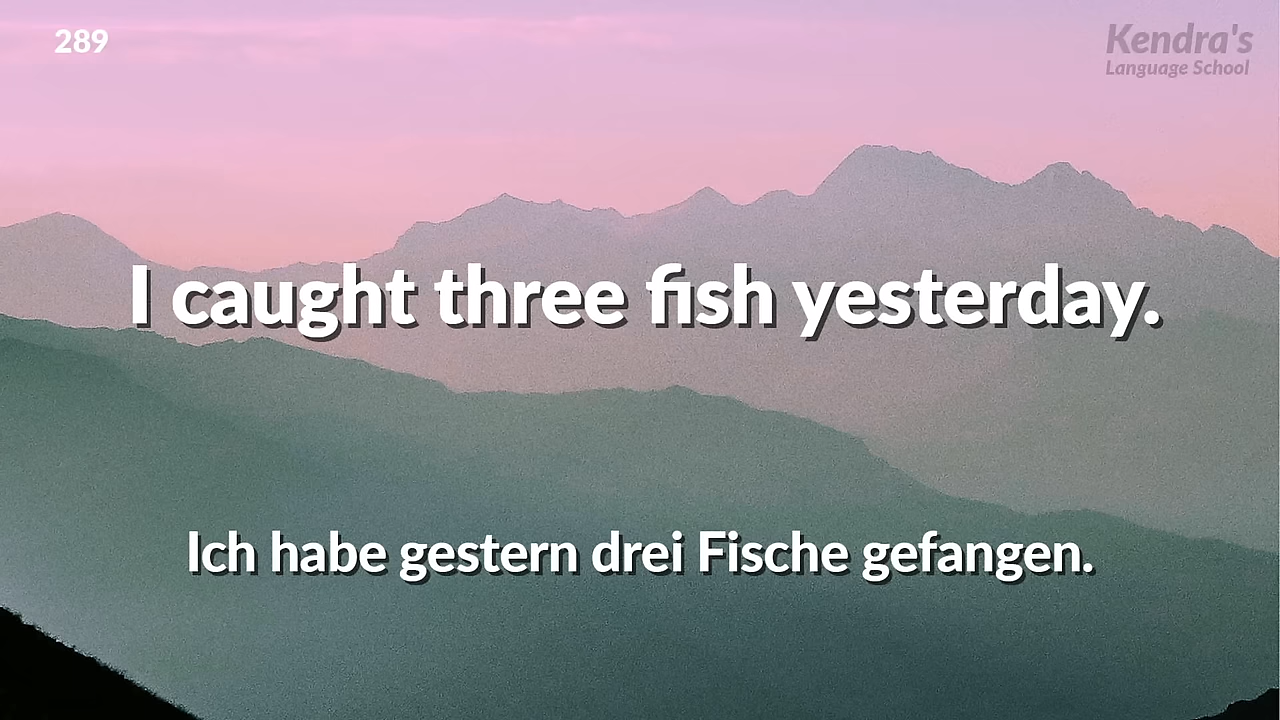 289
Kendra's
Language School
I caught three fish yesterday.
Ich habe gestern drei Fische gefangen.